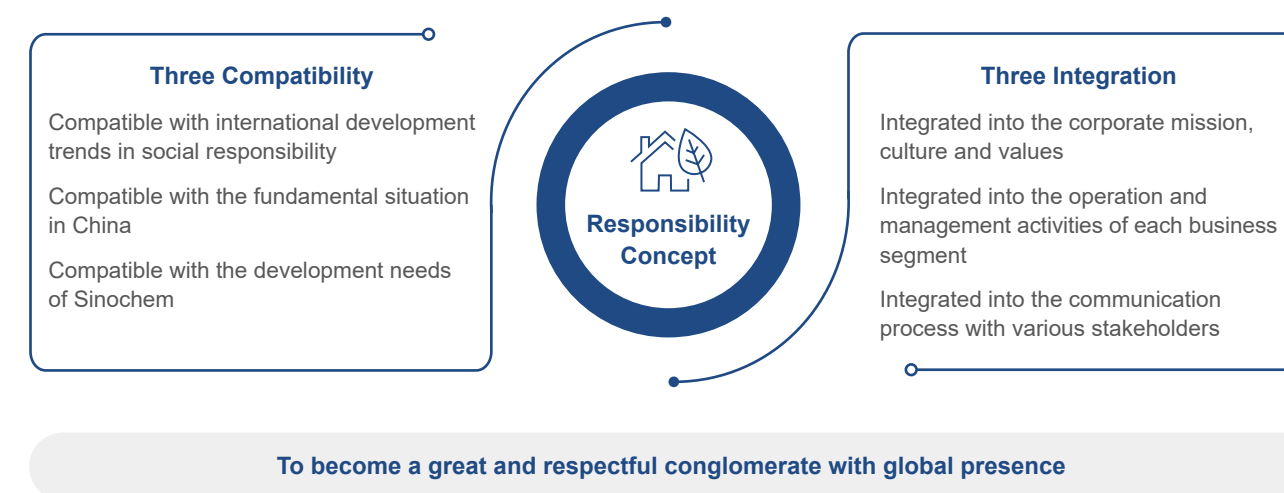 Three Compatibility
Compatible with international development
trends in social responsibility
Compatible with the fundamental situation
in China
Compatible with the development needs
of Sinochem
Responsibility
Concept
Three Integration
Integrated into the corporate mission,
culture and values
Integrated into the operation and
management activities of each business
segment
Integrated into the communication
process with various stakeholders
To become a great and respectful conglomerate with global presence